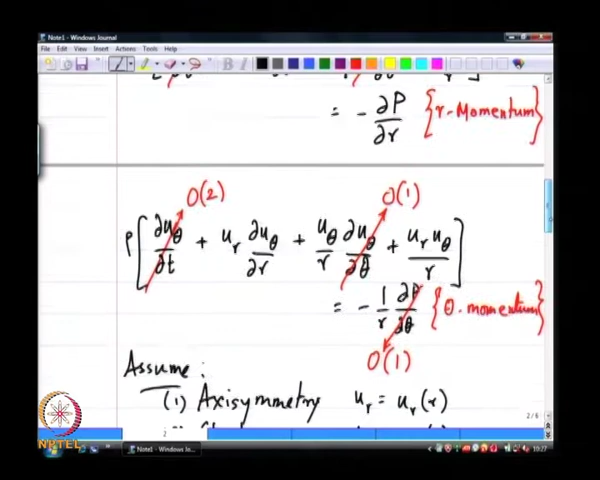 Note1 - Windows Journal
File Edit View Insert Actions Tools Help
= - ∂P/∂r {r-Momentum}
O(2) O(1)
ρ[∂u_θ/∂t + u_r ∂u_θ/∂r + u_θ/r ∂u_θ/∂θ + u_r u_θ/r]
= - 1/r ∂P/∂θ {θ-momentum}
O(1)
Assume :
(1) Axisymmetry u_r = u_r(r)
2 / 6
NPTEL
Note1 - Windows Journal
10:27